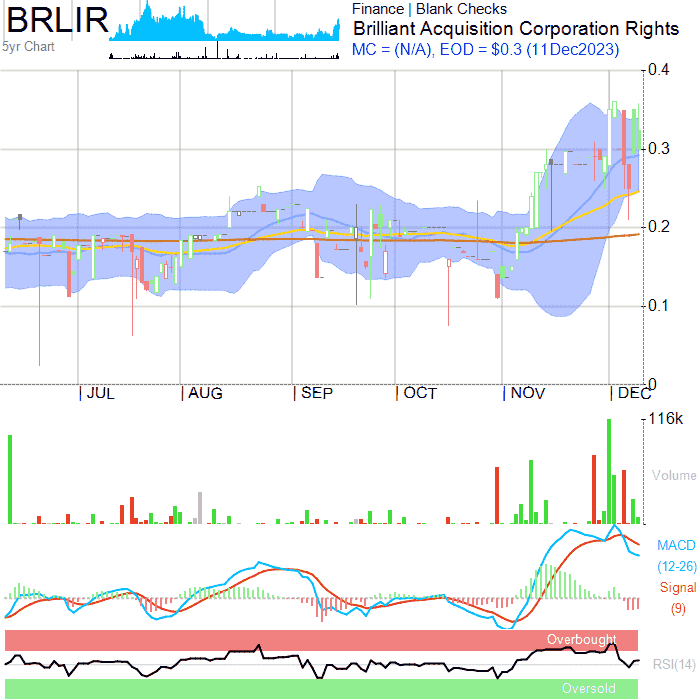 BRLIR
5yr Chart
Finance | Blank Checks
Brilliant Acquisition Corporation Rights
MC = (N/A), EOD = $0.3 (11Dec2023)
0.4
0.3
0.2
0.1
0
| JUL
| AUG
| SEP
| OCT
| NOV
| DEC
116k
Volume
MACD
(12-26)
Signal
(9)
Overbought
RSI(14)
Oversold